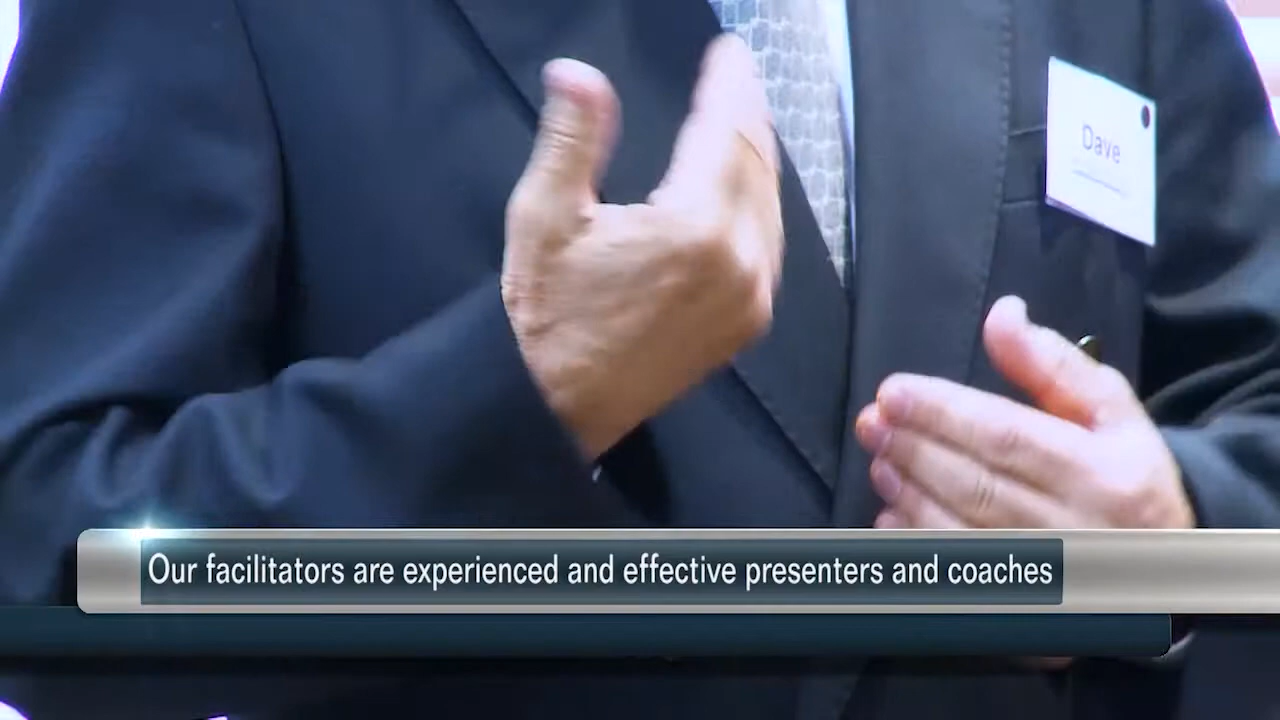 Dave
Our facilitators are experienced and effective presenters and coaches